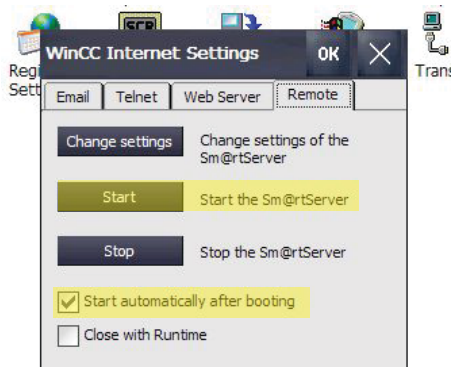 SCR
WinCC Internet Settings OK
Regi
Sett
Trans
Email Telnet Web Server Remote
Change settings Change settings of the
Sm@rtServer
Start Start the Sm@rtServer
Stop Stop the Sm@rtServer
Start automatically after booting
Close with Runtime